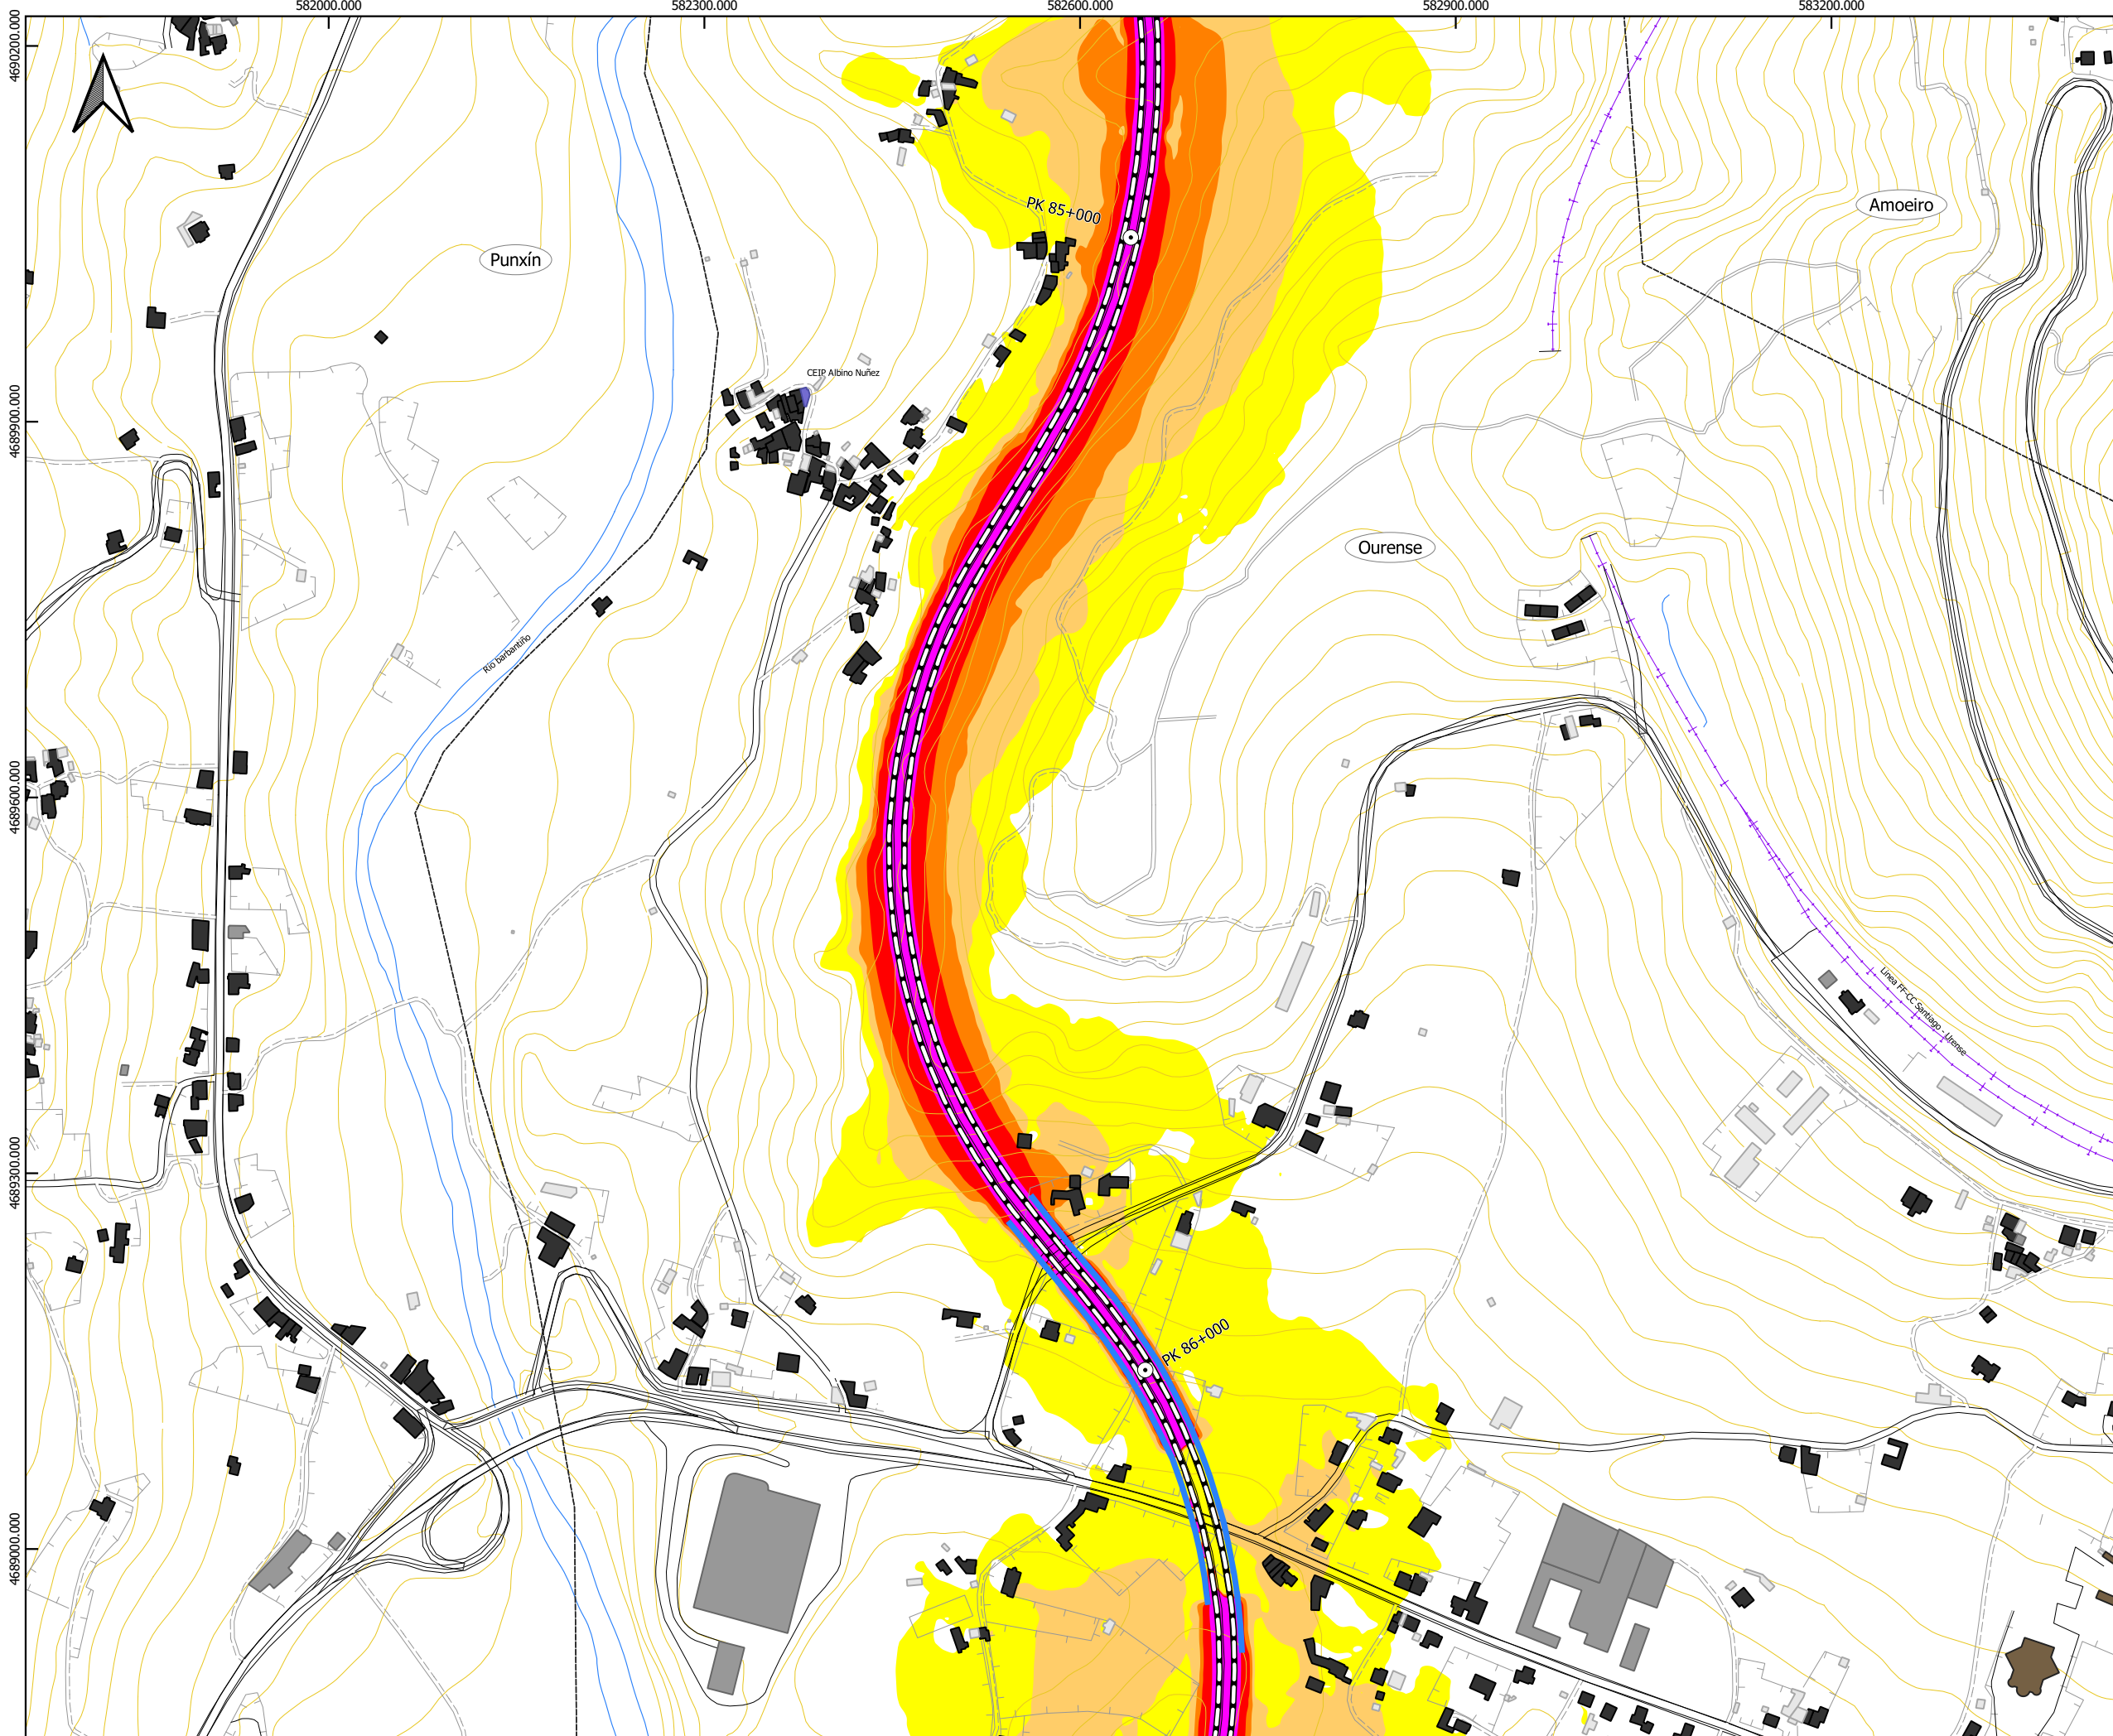 582000.000
582300.000
582600.000
582900.000
583200.000
4690200.000
Amoeiro
PK 85+000
Punxín
CEIP Albino Nuñez
4689900.000
Ourense
Río barbantiño
4689600.000
Línea FF-CC Santiago - Urense
4689300.000
PK 86+000
4689000.000